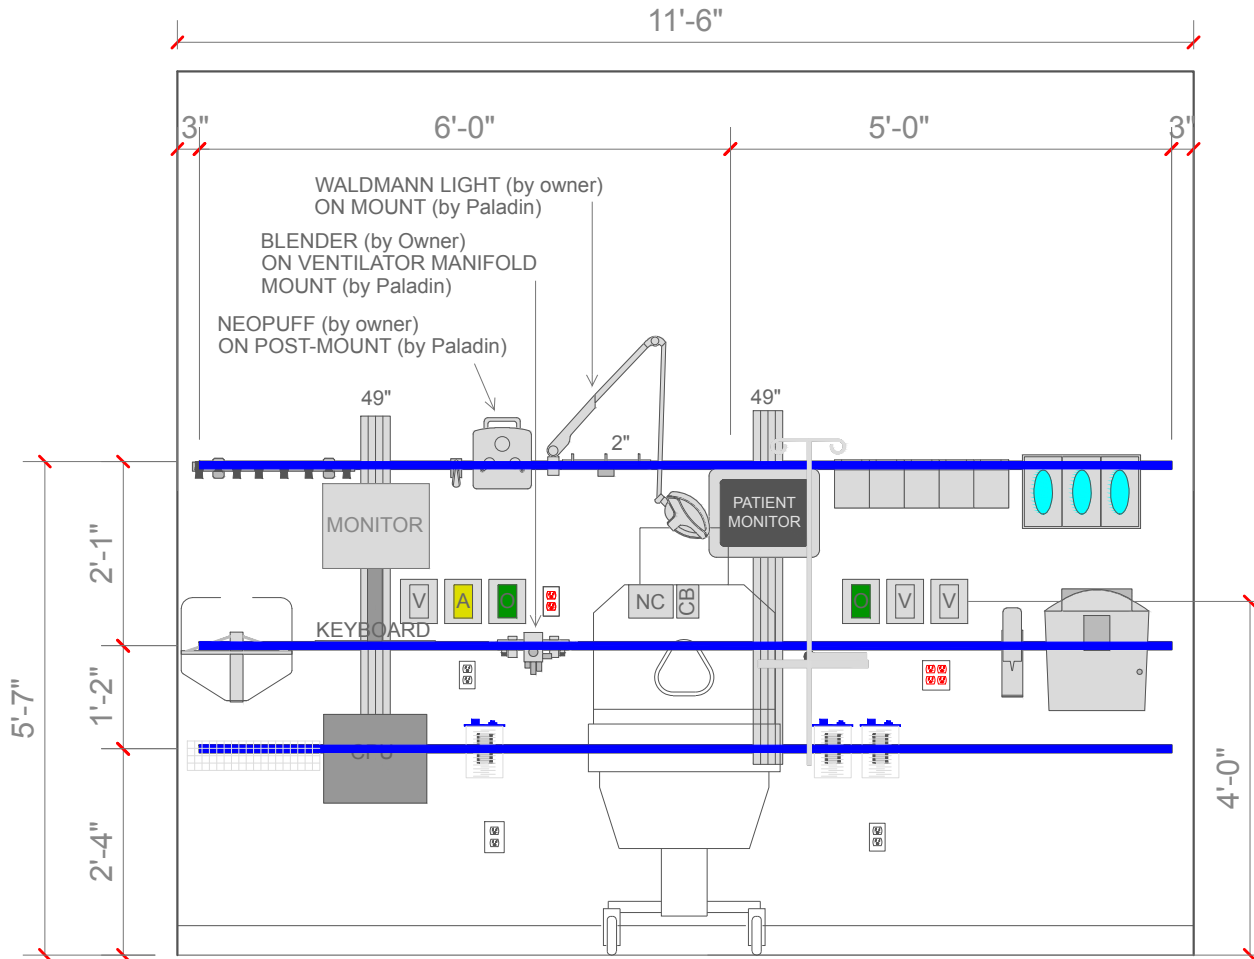 11'-6"
3"
6'-0"
5'-0"
3"
WALDMANN LIGHT (by owner)
ON MOUNT (by Paladin)
BLENDER (by Owner)
ON VENTILATOR MANIFOLD
MOUNT (by Paladin)
NEOPUFF (by owner)
ON POST-MOUNT (by Paladin)
49"
49"
2"
MONITOR
PATIENT
MONITOR
2'-1"
V
A
O
NC
CB
O
V
V
KEYBOARD
1'-2"
5'-7"
CPU
4'-0"
2'-4"